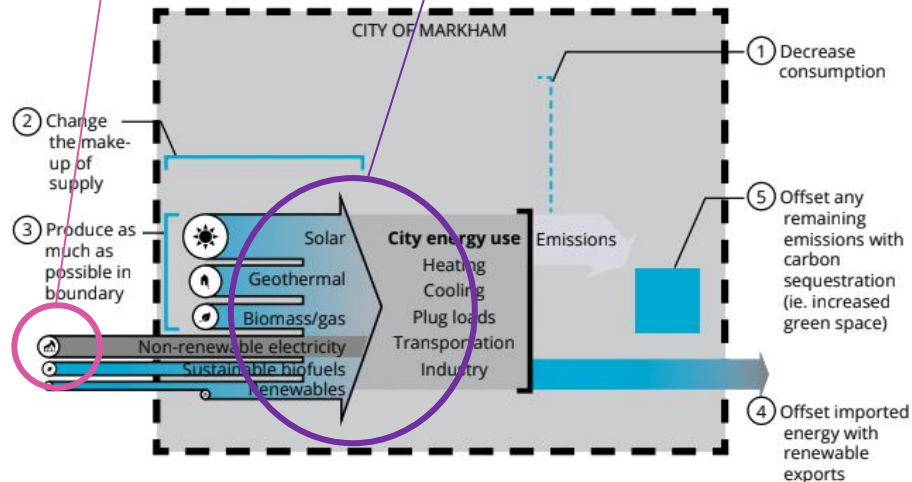 CITY OF MARKHAM
1 Decrease
consumption
2 Change
the make-
up of
supply
3 Produce as
much as
possible in
boundary
Solar
Geothermal
Biomass/gas
Non-renewable electricity
Sustainable biofuels
Renewables
City energy use
Heating
Cooling
Plug loads
Transportation
Industry
Emissions
5 Offset any
remaining
emissions with
carbon
sequestration
(ie. increased
green space)
4 Offset imported
energy with
renewable
exports